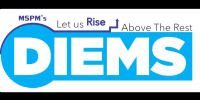 MSPM's
Let us Rise
Above The Rest
DIEMS